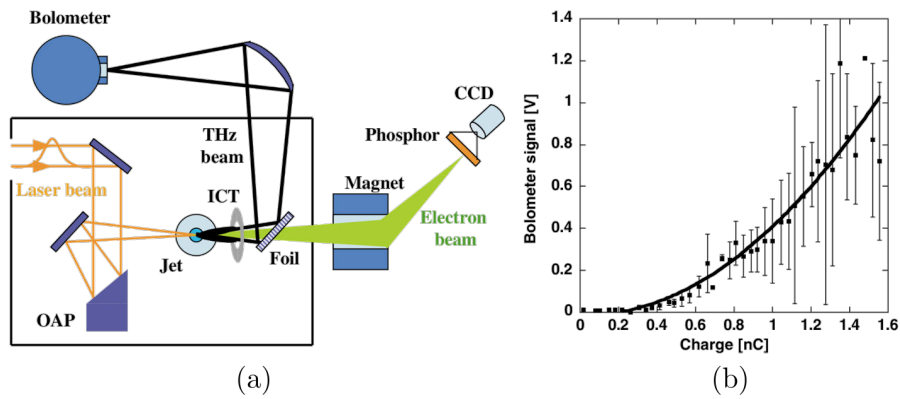 Bolometer
CCD
Phosphor
THz
beam
Laser beam
ICT
Magnet
Electron
beam
Jet
Foil
OAP
(a)
b)
Bolometer signal [V]
1.4
1.2
1
0.8
0.6
0.4
0.2
0
0 0.2 0.4 0.6 0.8 1 1.2 1.4 1.6
Charge [nC]
(b)